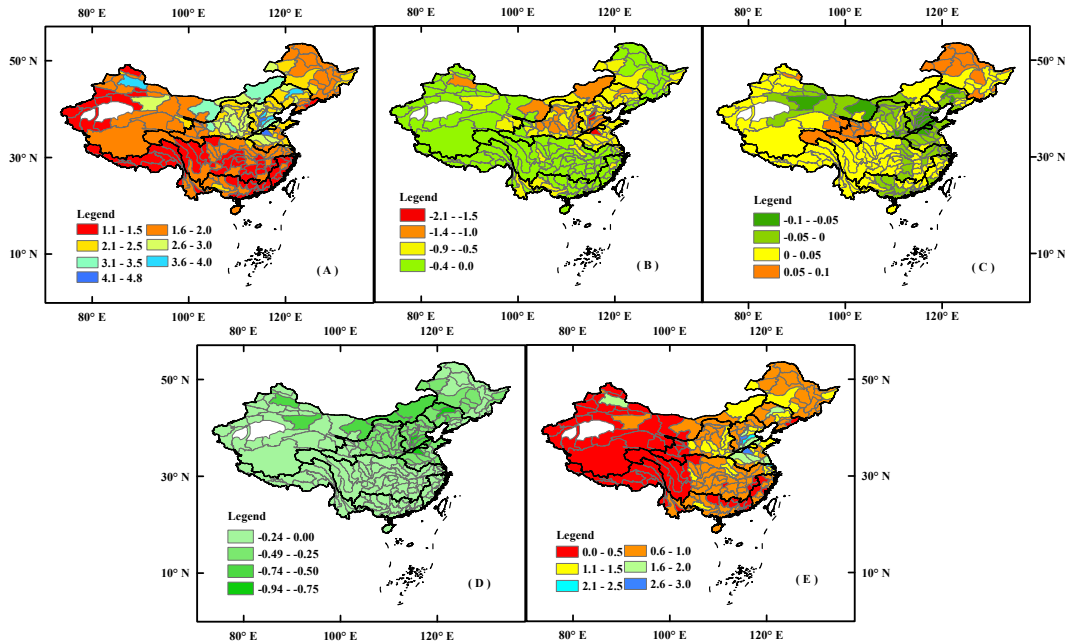 80° E 100° E 120° E 80° E 100° E 120° E 80° E 100° E 120° E
50° N
30° N
10° N
Legend
1.1 - 1.5 1.6 - 2.0
2.1 - 2.5 2.6 - 3.0
3.1 - 3.5 3.6 - 4.0
4.1 - 4.8
( A )
Legend
-2.1 - -1.5
-1.4 - -1.0
-0.9 - -0.5
-0.4 - 0.0
( B )
Legend
-0.1 - -0.05
-0.05 - 0
0 - 0.05
0.05 - 0.1
( C )
50° N
30° N
10° N
80° E 100° E 120° E 80° E 100° E 120° E
100° E 120° E 80° E 100° E 120° E
50° N
30° N
10° N
Legend
-0.24 - 0.00
-0.49 - -0.25
-0.74 - -0.50
-0.94 - -0.75
( D )
Legend
0.0 - 0.5 0.6 - 1.0
1.1 - 1.5 1.6 - 2.0
2.1 - 2.5 2.6 - 3.0
( E )
50° N
30° N
10° N
80° E 100° E 120° E 80° E 100° E 120° E